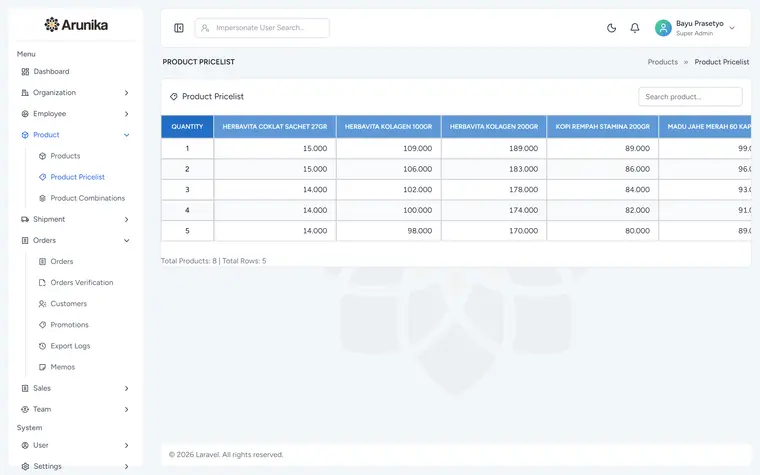 Arunika
Impersonate User Search...
Bayu Prasetyo
Super Admin
Menu
Dashboard
Organization
Employee
Product
Products
Product Pricelist
Product Combinations
Shipment
Orders
Orders
Orders Verification
Customers
Promotions
Export Logs
Memos
Sales
Team
System
User
Settings
PRODUCT PRICELIST
Products » Product Pricelist
Product Pricelist
Search product...
QUANTITY HERBAVITA COKLAT SACHET 27GR HERBAVITA KOLAGEN 100GR HERBAVITA KOLAGEN 200GR KOPI REMPAH STAMINA 200GR MADU JAHE MERAH 60 KAP
1 15.000 109.000 189.000 89.000 99.0
2 15.000 106.000 183.000 86.000 96.0
3 14.000 102.000 178.000 84.000 93.0
4 14.000 100.000 174.000 82.000 91.0
5 14.000 98.000 170.000 80.000 89.0
Total Products: 8 | Total Rows: 5
© 2026 Laravel. All rights reserved.